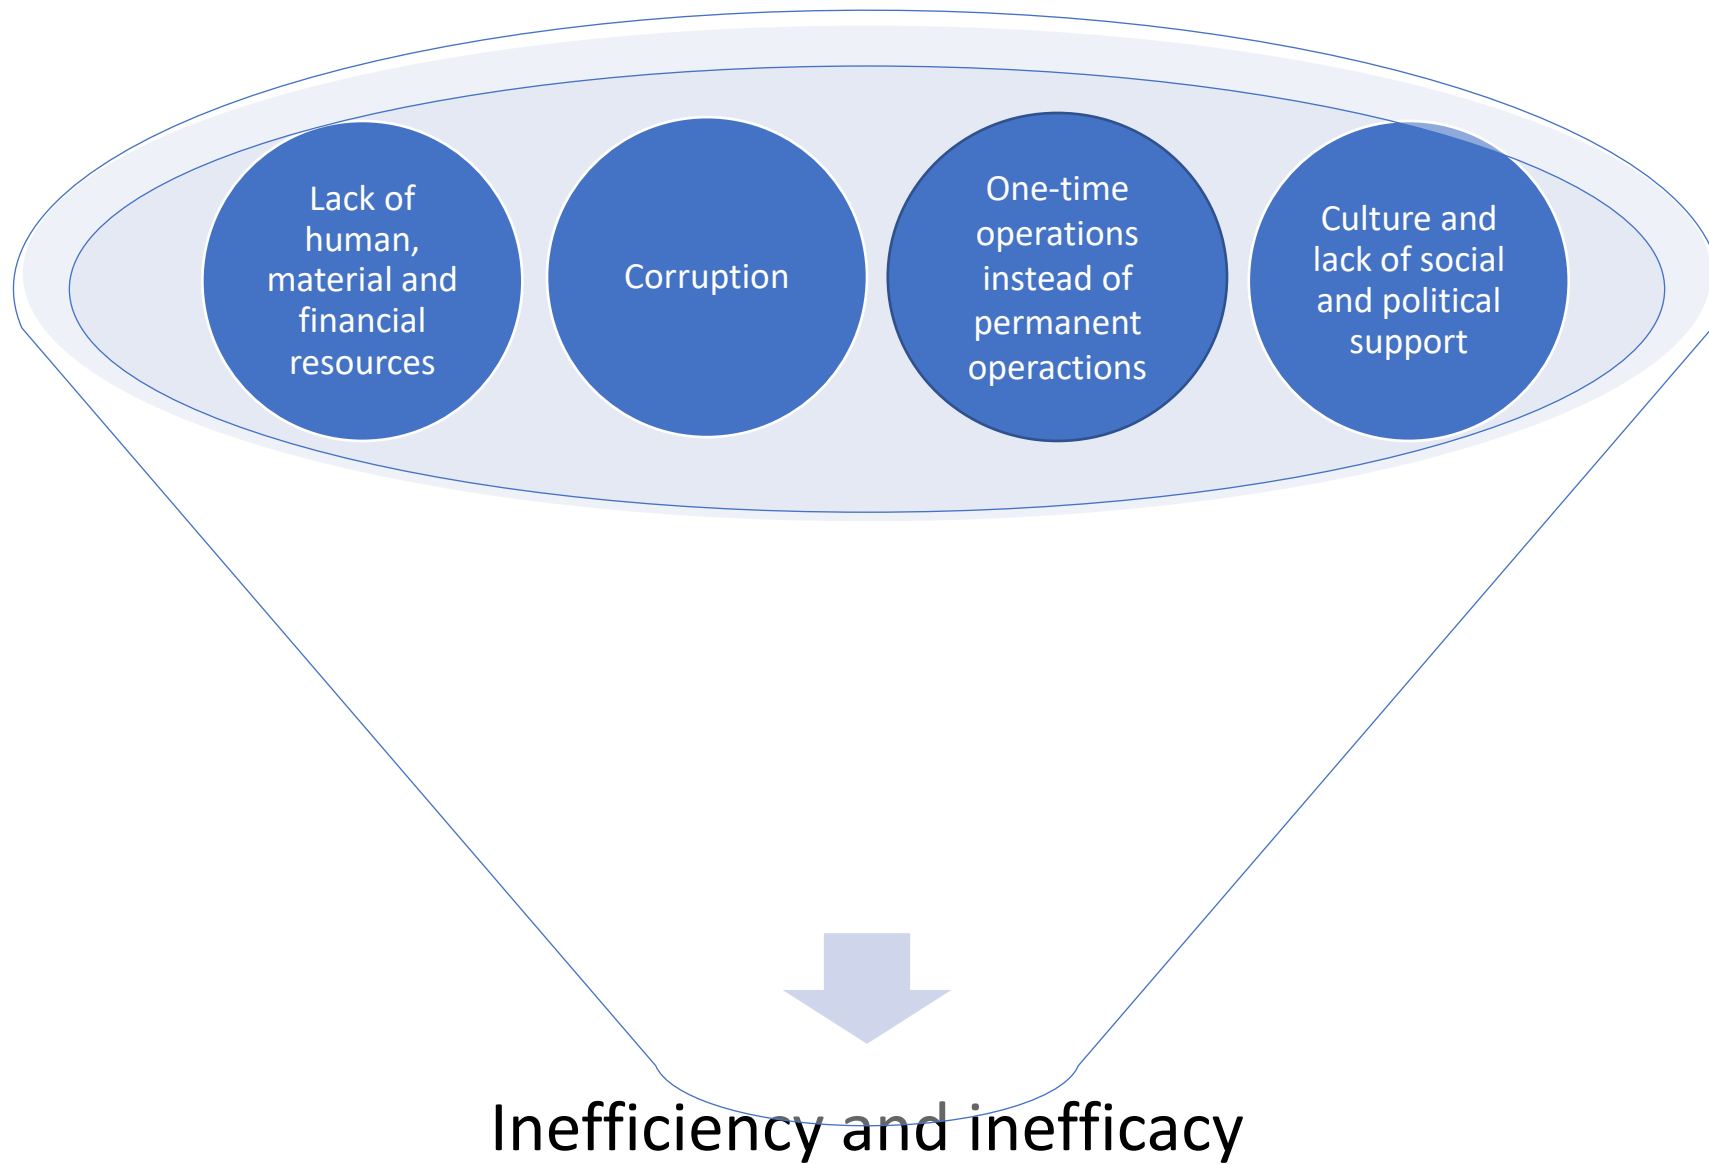 Lack of
human,
material and
financial
resources
Corruption
One-time
operations
instead of
permanent
operactions
Culture and
lack of social
and political
support
Inefficiency and inefficacy